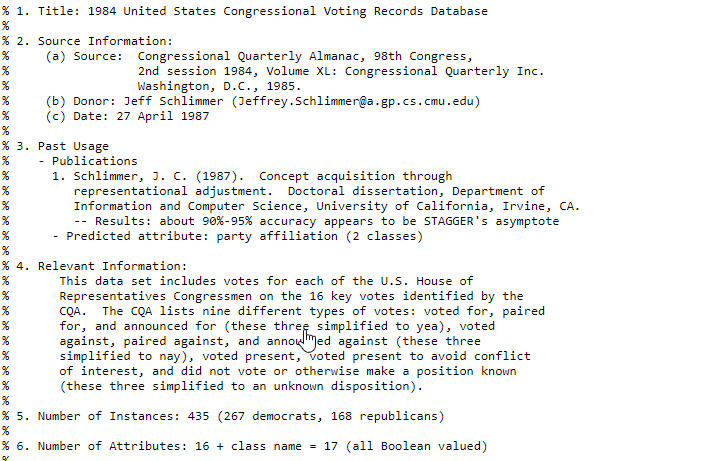 % 1. Title: 1984 United States Congressional Voting Records Database
%
% 2. Source Information:
%     (a) Source:  Congressional Quarterly Almanac, 98th Congress,
%                  2nd session 1984, Volume XL: Congressional Quarterly Inc.
%                  Washington, D.C., 1985.
%     (b) Donor: Jeff Schlimmer (Jeffrey.Schlimmer@a.gp.cs.cmu.edu)
%     (c) Date: 27 April 1987
%
% 3. Past Usage
%    - Publications
%      1. Schlimmer, J. C. (1987).  Concept acquisition through
%         representational adjustment.  Doctoral dissertation, Department of
%         Information and Computer Science, University of California, Irvine, CA.
%         -- Results: about 90%-95% accuracy appears to be STAGGER's asymptote
%      - Predicted attribute: party affiliation (2 classes)
%
% 4. Relevant Information:
%       This data set includes votes for each of the U.S. House of
%       Representatives Congressmen on the 16 key votes identified by the
%       CQA.  The CQA lists nine different types of votes: voted for, paired
%       for, and announced for (these three simplified to yea), voted
%       against, paired against, and announced against (these three
%       simplified to nay), voted present, voted present to avoid conflict
%       of interest, and did not vote or otherwise make a position known
%       (these three simplified to an unknown disposition).
%
% 5. Number of Instances: 435 (267 democrats, 168 republicans)
%
% 6. Number of Attributes: 16 + class name = 17 (all Boolean valued)
%